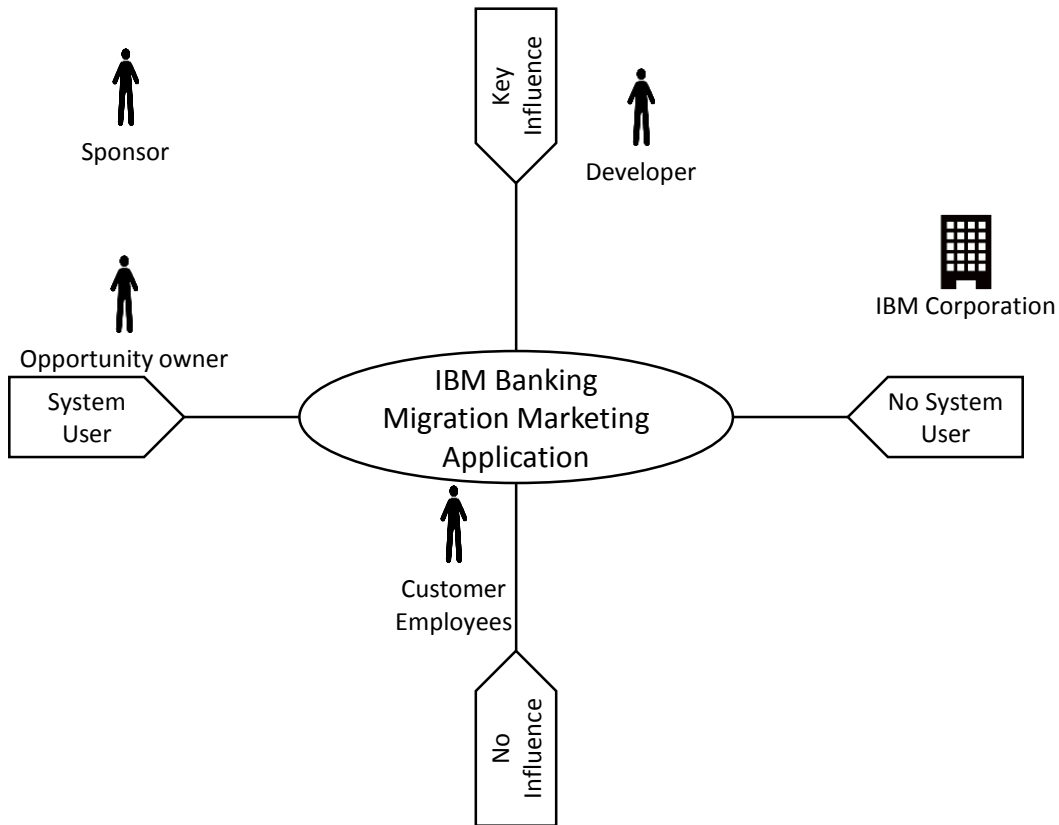 Key
Influence
Sponsor
Developer
IBM Corporation
Opportunity owner
System
User
IBM Banking
Migration Marketing
Application
No System
User
Customer
Employees
No
Influence